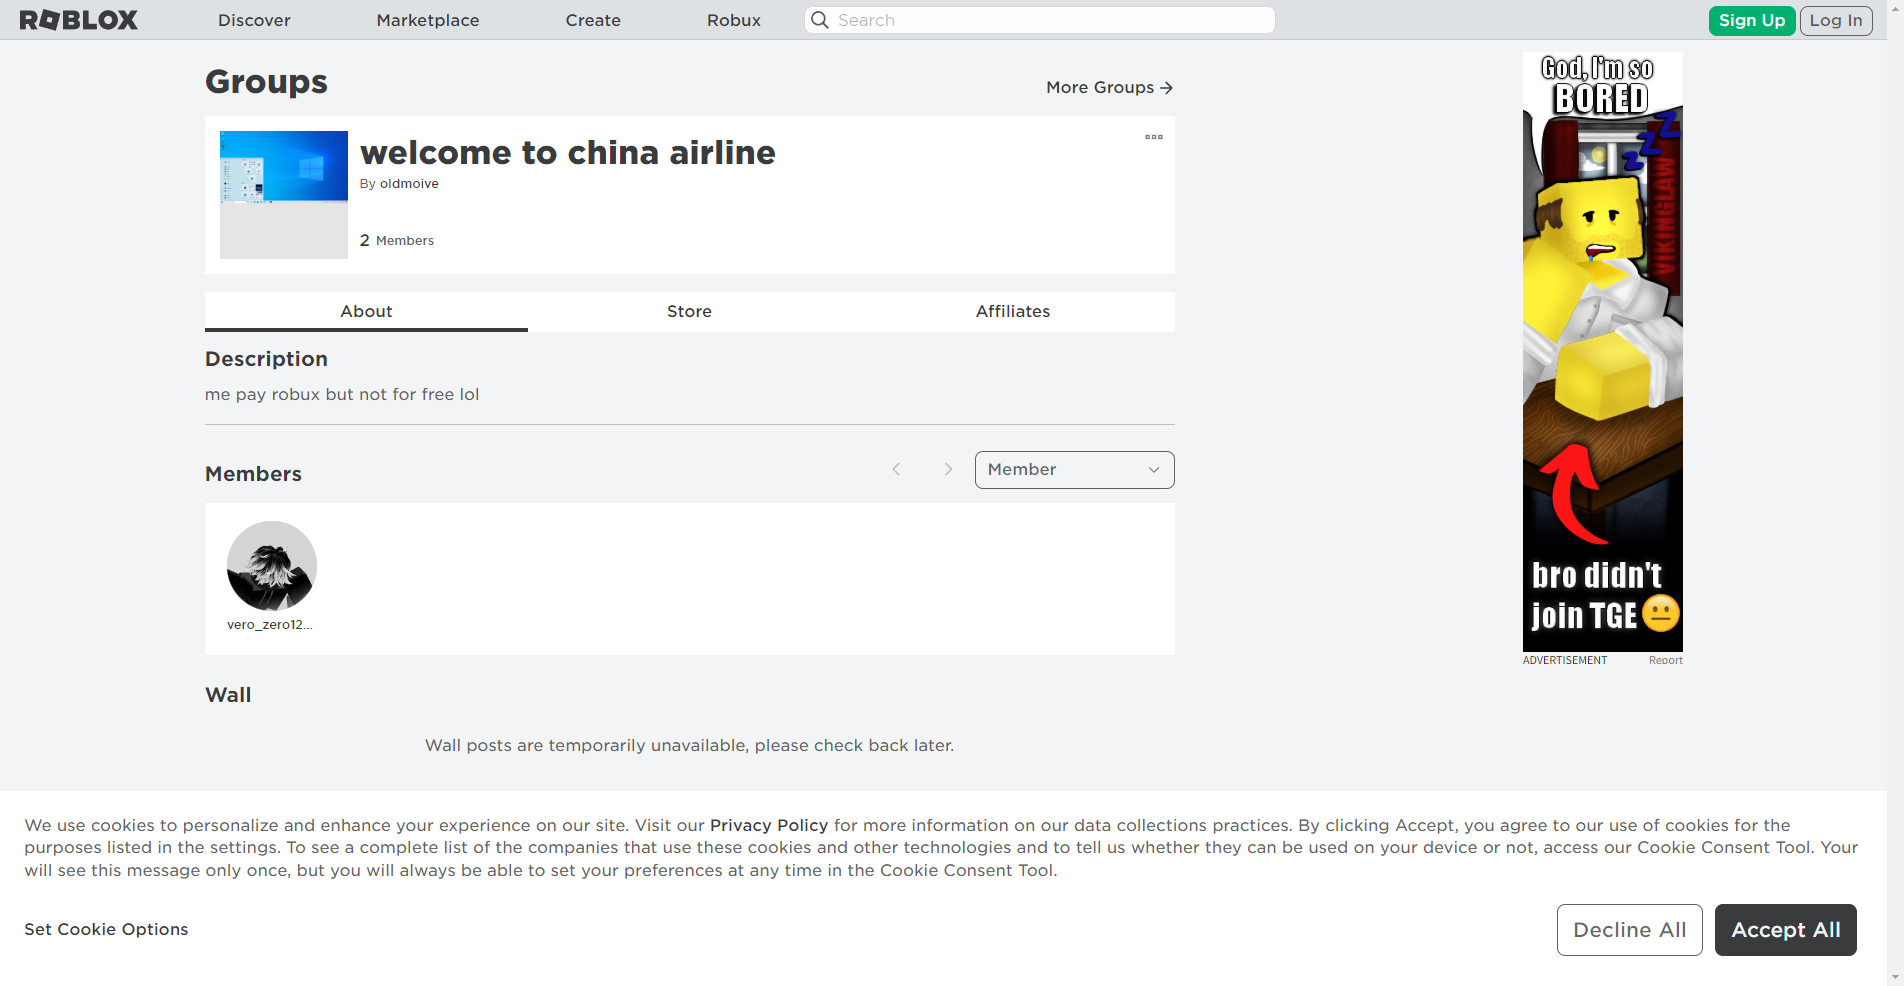 ROBLOX
Discover
Marketplace
Create
Robux
Search
Sign Up
Log In
Groups
More Groups
welcome to china airline
By oldmoive
2 Members
About
Store
Affiliates
Description
me pay robux but not for free lol
Members
Member
vero_zero12...
Wall
Wall posts are temporarily unavailable, please check back later.
God, I'm so
BORED
zzz
VIKINGLAW
bro didn't
join TGE
ADVERTISEMENT
Report
We use cookies to personalize and enhance your experience on our site. Visit our Privacy Policy for more information on our data collections practices. By clicking Accept, you agree to our use of cookies for the
purposes listed in the settings. To see a complete list of the companies that use these cookies and other technologies and to tell us whether they can be used on your device or not, access our Cookie Consent Tool. Your
will see this message only once, but you will always be able to set your preferences at any time in the Cookie Consent Tool.
Set Cookie Options
Decline All
Accept All